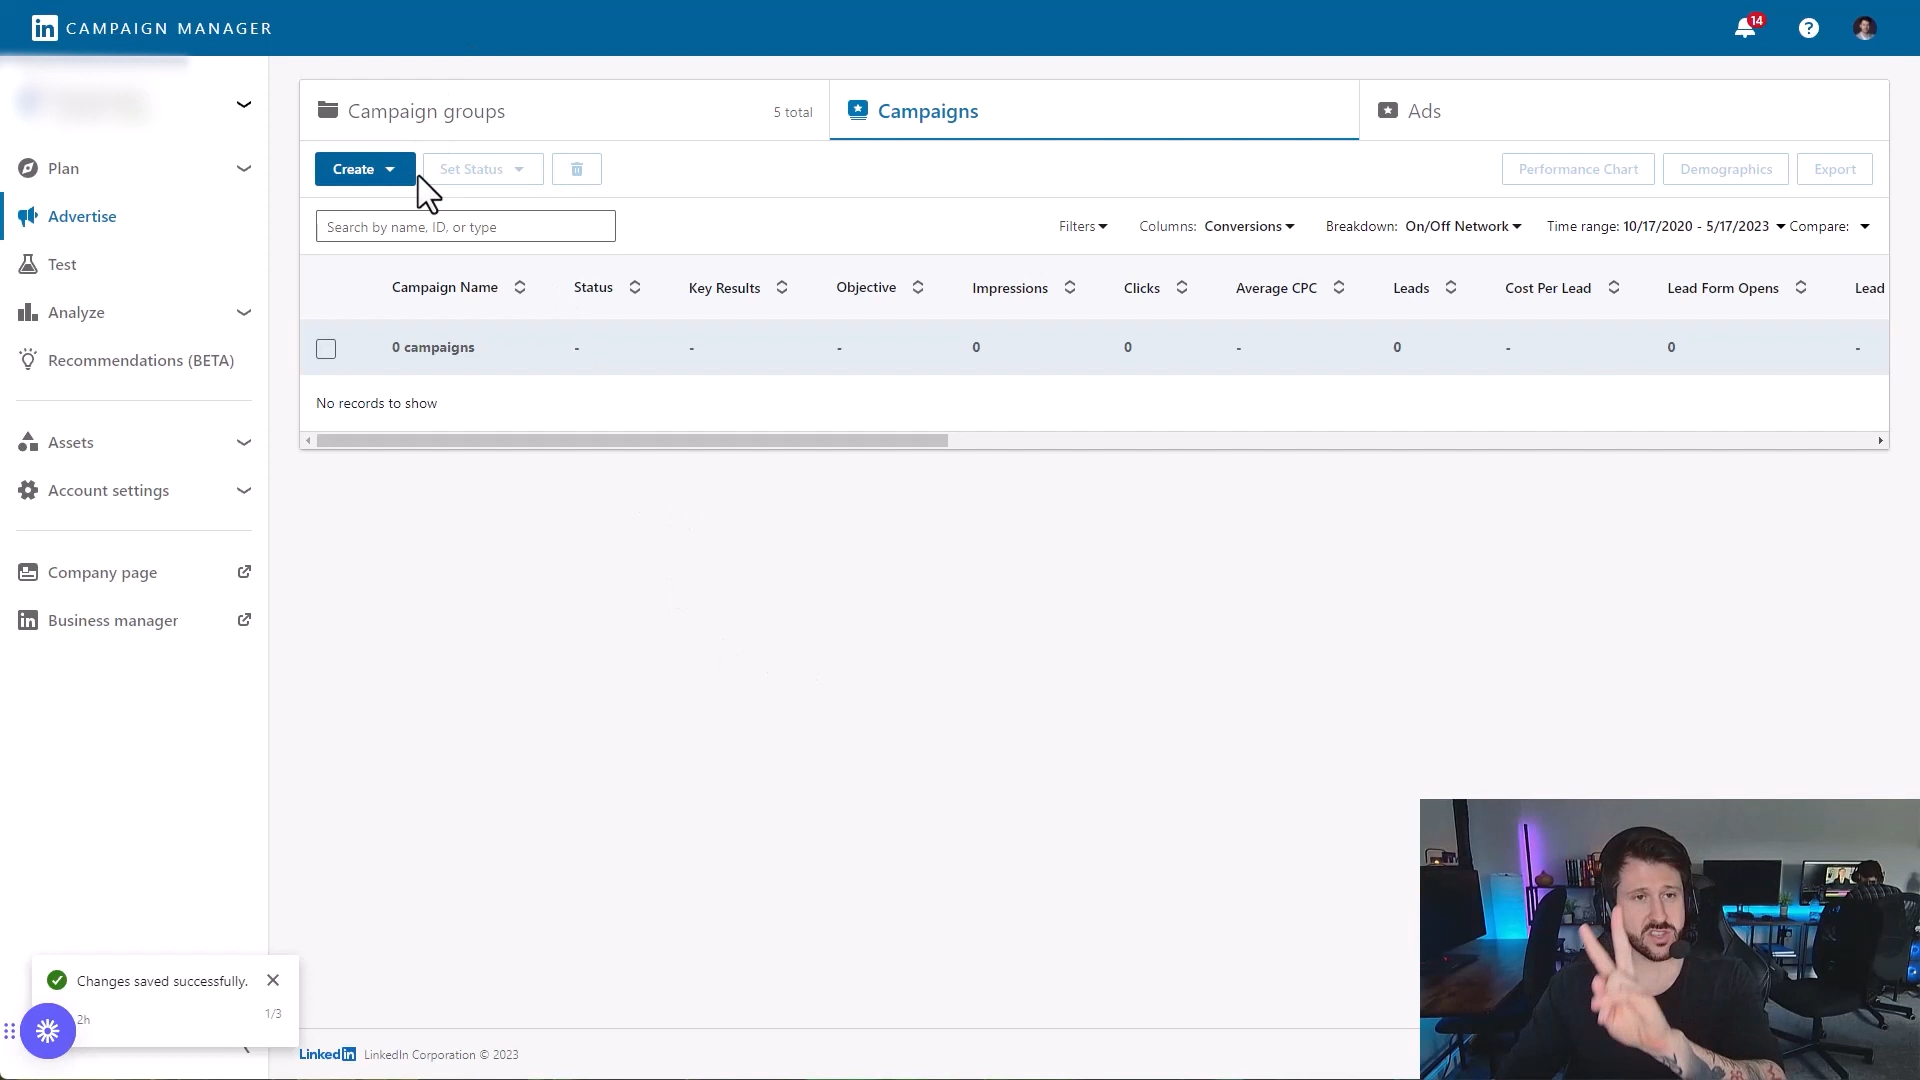 in CAMPAIGN MANAGER
14
?
Plan
Advertise
Test
Analyze
Recommendations (BETA)
Assets
Account settings
Company page
Business manager
Campaign groups 5 total
Campaigns
Ads
Create Set Status Performance Chart Demographics Export
Search by name, ID, or type Filters Columns: Conversions Breakdown: On/Off Network Time range: 10/17/2020 - 5/17/2023 Compare:
Campaign Name Status Key Results Objective Impressions Clicks Average CPC Leads Cost Per Lead Lead Form Opens Lead
0 campaigns - - - 0 0 - 0 - 0 -
No records to show
Changes saved successfully.
2h 1/3
Linkedin LinkedIn Corporation © 2023